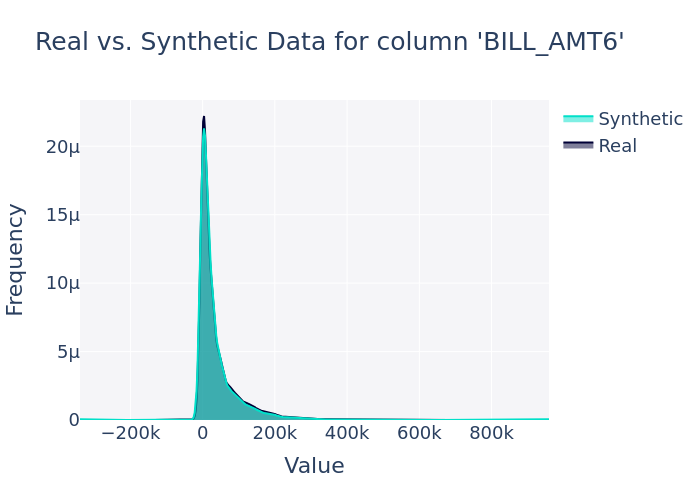 Real vs. Synthetic Data for column 'BILL_AMT6'
Synthetic
Real
Frequency
20μ
15μ
10μ
5μ
0
−200k
0
200k
400k
600k
800k
Value